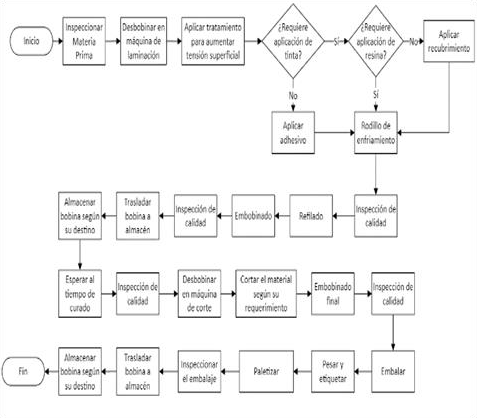 Inicio
Inspeccionar
Materia
Prima
Desbobinar en
máquina de
laminación
Aplicar tratamiento
para aumentar
tensión superficial
¿Requiere
aplicación de
tinta?
Sí
¿Requiere
aplicación de
resina?
No
Aplicar
recubrimiento
No
Sí
Aplicar
adhesivo
Rodillo de
enfriamiento
Almacenar
bobina según
su destino
Trasladar
bobina a
almacén
Inspección de
calidad
Embobinado
Refilado
Inspección de
calidad
Esperar al
tiempo de
curado
Inspección de
calidad
Desbobinar
en máquina
de corte
Cortar el material
según su
requerimiento
Embobinado
final
Inspección de
calidad
Fin
Almacenar
bobina según
su destino
Trasladar
bobina a
almacén
Inspeccionar
el embalaje
Paletizar
Pesar y
etiquetar
Embalar